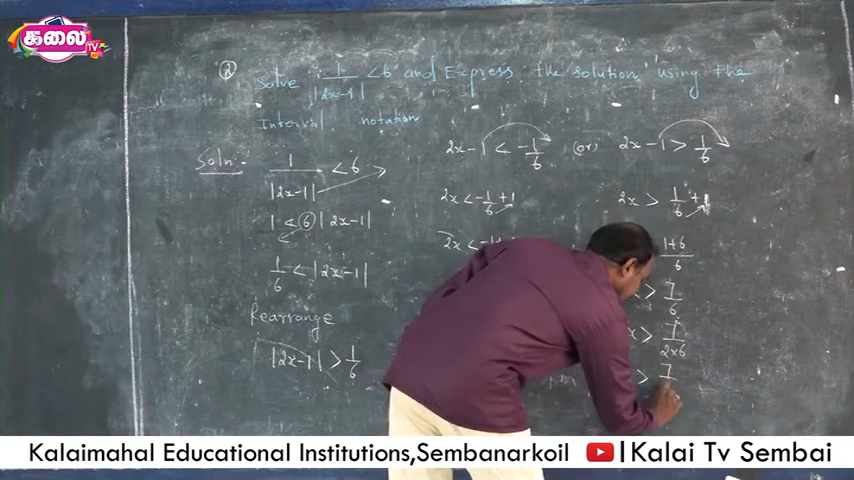 கலை TV
② Solve 1/|2x-1| < 6 and Express the solution using the
Interval notation
Soln:- 1/|2x-1| < 6
1 < 6 |2x-1|
1/6 < |2x-1|
Rearrange
|2x-1| > 1/6
2x-1 < -1/6 (or) 2x-1 > 1/6
2x < -1/6 +1 2x > 1/6 +1
2x < -1+ 1+6/6
> 7/6
x > 7/2x6
> 7
Kalaimahal Educational Institutions,Sembanarkoil | Kalai Tv Sembai